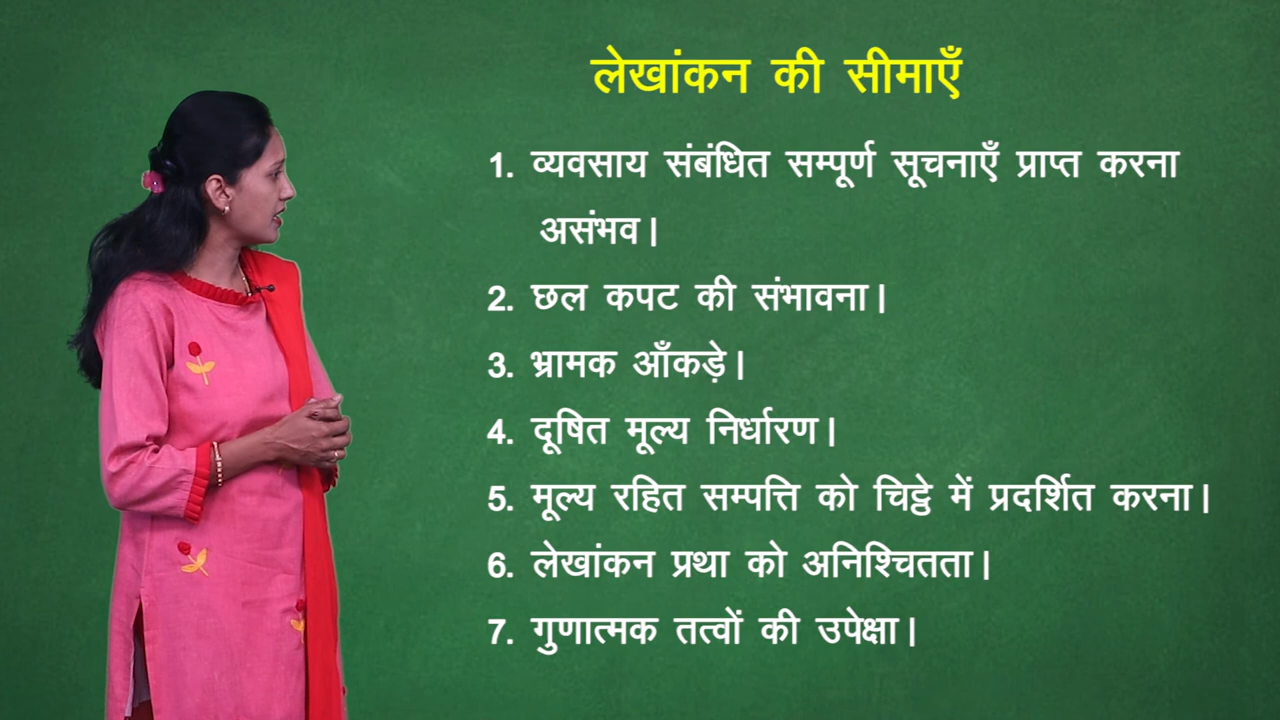 लेखांकन की सीमाएँ
1. व्यवसाय संबंधित सम्पूर्ण सूचनाएँ प्राप्त करना
असंभव।
2. छल कपट की संभावना।
3. भ्रामक आँकड़े।
4. दूषित मूल्य निर्धारण।
5. मूल्य रहित सम्पत्ति को चिट्ठे में प्रदर्शित करना।
6. लेखांकन प्रथा को अनिश्चितता।
7. गुणात्मक तत्वों की उपेक्षा।